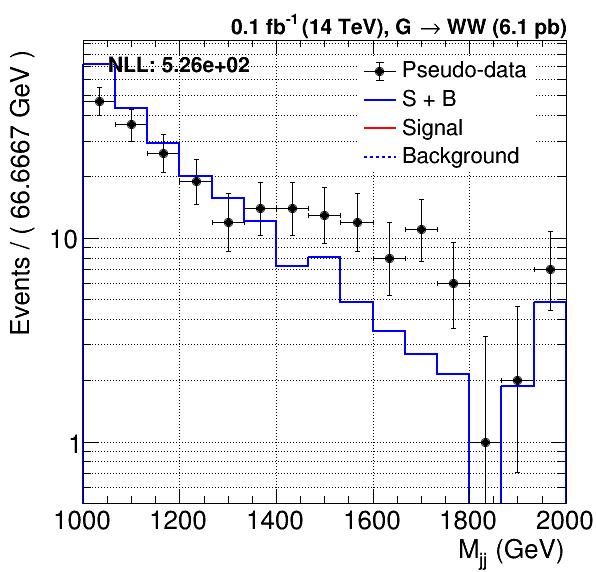 0.1 fb⁻¹ (14 TeV), G → WW (6.1 pb)
NLL: 5.26e+02
Pseudo-data
S + B
Signal
Background
Events / ( 66.6667 GeV )
10
1
1000 1200 1400 1600 1800 2000
M_jj (GeV)